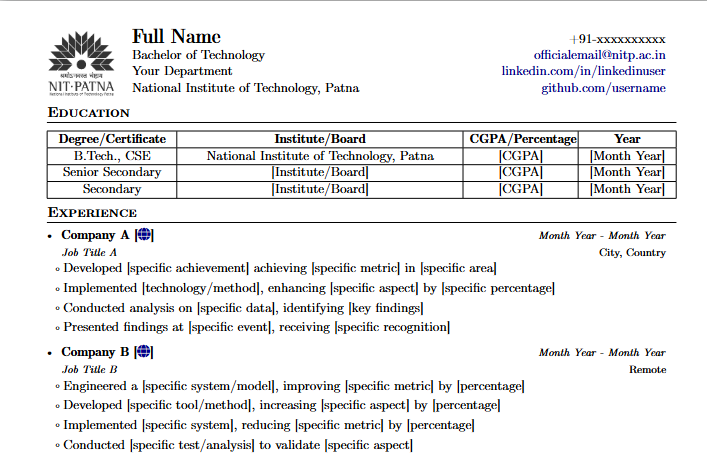 Full Name
Bachelor of Technology
Your Department
National Institute of Technology, Patna
+91-xxxxxxxxxx
officialemail@nitp.ac.in
linkedin.com/in/linkedinuser
github.com/username
NIT-PATNA
National Institute of Technology Patna
EDUCATION
Degree/Certificate Institute/Board CGPA/Percentage Year
B.Tech., CSE National Institute of Technology, Patna [CGPA] [Month Year]
Senior Secondary [Institute/Board] [CGPA] [Month Year]
Secondary [Institute/Board] [CGPA] [Month Year]
EXPERIENCE
• Company A [] Month Year - Month Year
Job Title A City, Country
◦ Developed [specific achievement] achieving [specific metric] in [specific area]
◦ Implemented [technology/method], enhancing [specific aspect] by [specific percentage]
◦ Conducted analysis on [specific data], identifying [key findings]
◦ Presented findings at [specific event], receiving [specific recognition]
• Company B [] Month Year - Month Year
Job Title B Remote
◦ Engineered a [specific system/model], improving [specific metric] by [percentage]
◦ Developed [specific tool/method], increasing [specific aspect] by [percentage]
◦ Implemented [specific system], reducing [specific metric] by [percentage]
◦ Conducted [specific test/analysis] to validate [specific aspect]